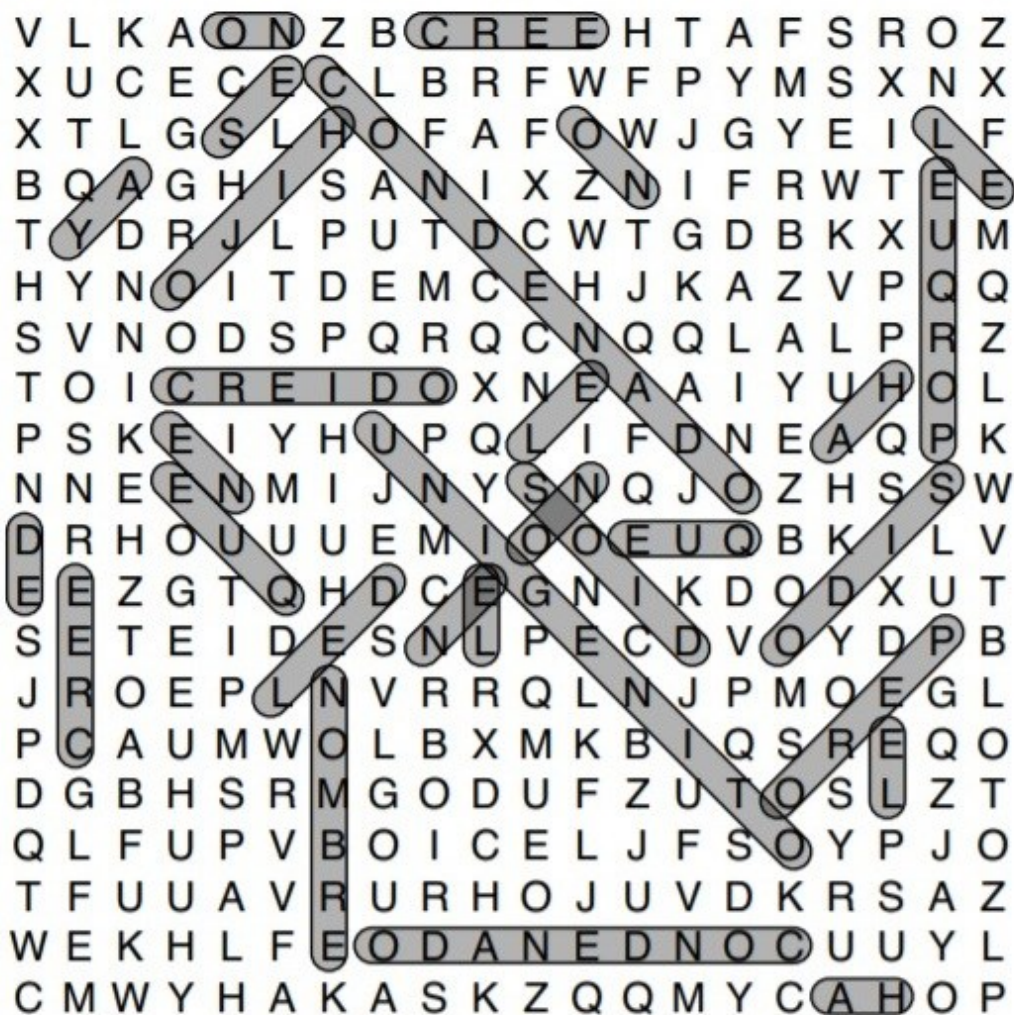 V L K A O N Z B C R E E H T A F S R O Z
X U C E C E C L B R F W F P Y M S X N X
X T L G S L H O F A F O W J G Y E I L F
B Q A G H I S A N I X Z N I F R W T E E
T Y D R J L P U T D C W T G D B K X U M
H Y N O I T D E M C E H J K A Z V P Q Q
S V N O D S P Q R Q C N Q Q L A L P R Z
T O I C R E I D O X N E A A I Y U H O L
P S K E I Y H U P Q L I F D N E A Q P K
N N E E N M I J N Y S N Q J O Z H S S W
D R H O U U U E M I O O E U Q B K I L V
E E Z G T Q H D C E G N I K D O D X U T
S E T E I D E S N L P E C D V O Y D P B
J R O E P L N V R R Q L N J P M O E G L
P C A U M W O L B X M K B I Q S R E Q O
D G B H S R M G O D U F Z U T O S L Z T
Q L F U P V B O I C E L J F S O Y P J O
T F U U A V R U R H O J U V D K R S A Z
W E K H L F E O D A N E D N O C U U Y L
C M W Y H A K A S K Z Q Q M Y C A H O P